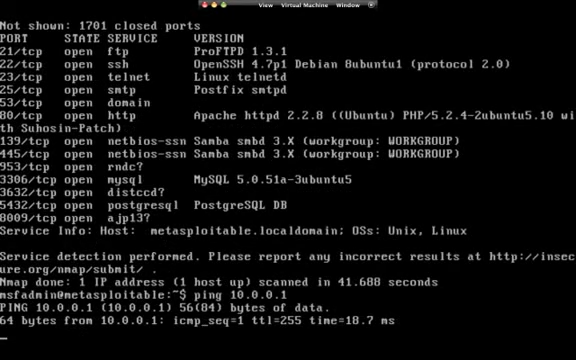 View Virtual Machine Window
Not shown: 1701 closed ports
PORT STATE SERVICE VERSION
21/tcp open ftp ProFTPD 1.3.1
22/tcp open ssh OpenSSH 4.7p1 Debian 8ubuntu1 (protocol 2.0)
23/tcp open telnet Linux telnetd
25/tcp open smtp Postfix smtpd
53/tcp open domain
80/tcp open http Apache httpd 2.2.8 ((Ubuntu) PHP/5.2.4-2ubuntu5.10 wi
th Suhosin-Patch)
139/tcp open netbios-ssn Samba smbd 3.X (workgroup: WORKGROUP)
445/tcp open netbios-ssn Samba smbd 3.X (workgroup: WORKGROUP)
953/tcp open rndc?
3306/tcp open mysql MySQL 5.0.51a-3ubuntu5
3632/tcp open distccd?
5432/tcp open postgresql PostgreSQL DB
8009/tcp open ajp13?
Service Info: Host: metasploitable.localdomain; OSs: Unix, Linux
Service detection performed. Please report any incorrect results at http://insec
ure.org/nmap/submit/ .
Nmap done: 1 IP address (1 host up) scanned in 41.688 seconds
msfadmin@metasploitable:~$ ping 10.0.0.1
PING 10.0.0.1 (10.0.0.1) 56(84) bytes of data.
64 bytes from 10.0.0.1: icmp_seq=1 ttl=255 time=18.7 ms